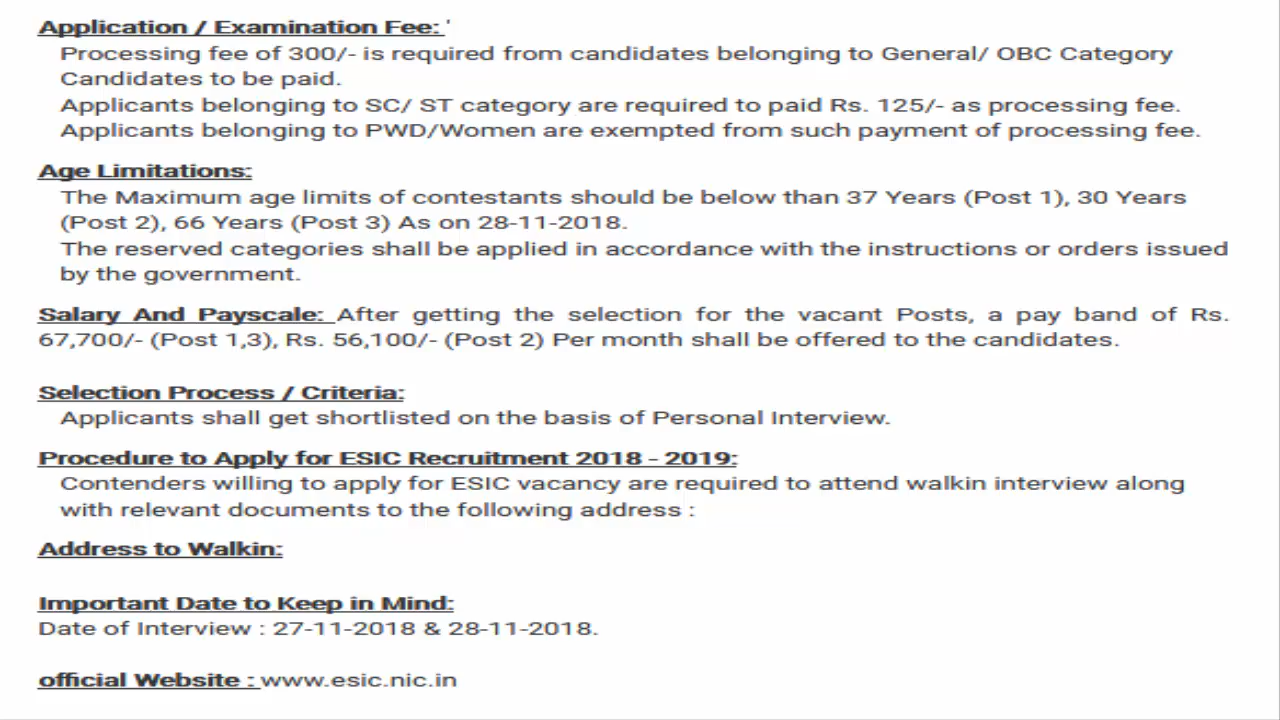 Application / Examination Fee: '
Processing fee of 300/- is required from candidates belonging to General/ OBC Category
Candidates to be paid.
Applicants belonging to SC/ ST category are required to paid Rs. 125/- as processing fee.
Applicants belonging to PWD/Women are exempted from such payment of processing fee.
Age Limitations:
The Maximum age limits of contestants should be below than 37 Years (Post 1), 30 Years
(Post 2), 66 Years (Post 3) As on 28-11-2018.
The reserved categories shall be applied in accordance with the instructions or orders issued
by the government.
Salary And Payscale: After getting the selection for the vacant Posts, a pay band of Rs.
67,700/- (Post 1,3), Rs. 56,100/- (Post 2) Per month shall be offered to the candidates.
Selection Process / Criteria:
Applicants shall get shortlisted on the basis of Personal Interview.
Procedure to Apply for ESIC Recruitment 2018 - 2019:
Contenders willing to apply for ESIC vacancy are required to attend walkin interview along
with relevant documents to the following address :
Address to Walkin:
Important Date to Keep in Mind:
Date of Interview : 27-11-2018 & 28-11-2018.
official Website : www.esic.nic.in